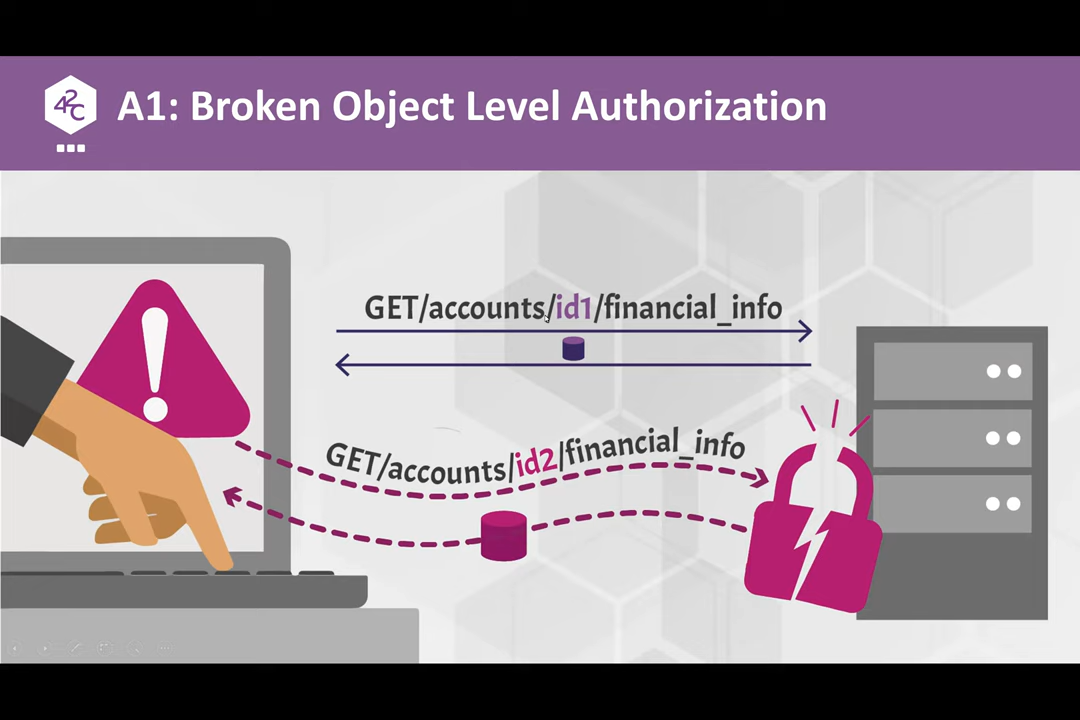 42C
A1: Broken Object Level Authorization
GET/accounts/id1/financial_info
GET/accounts/id2/financial_info